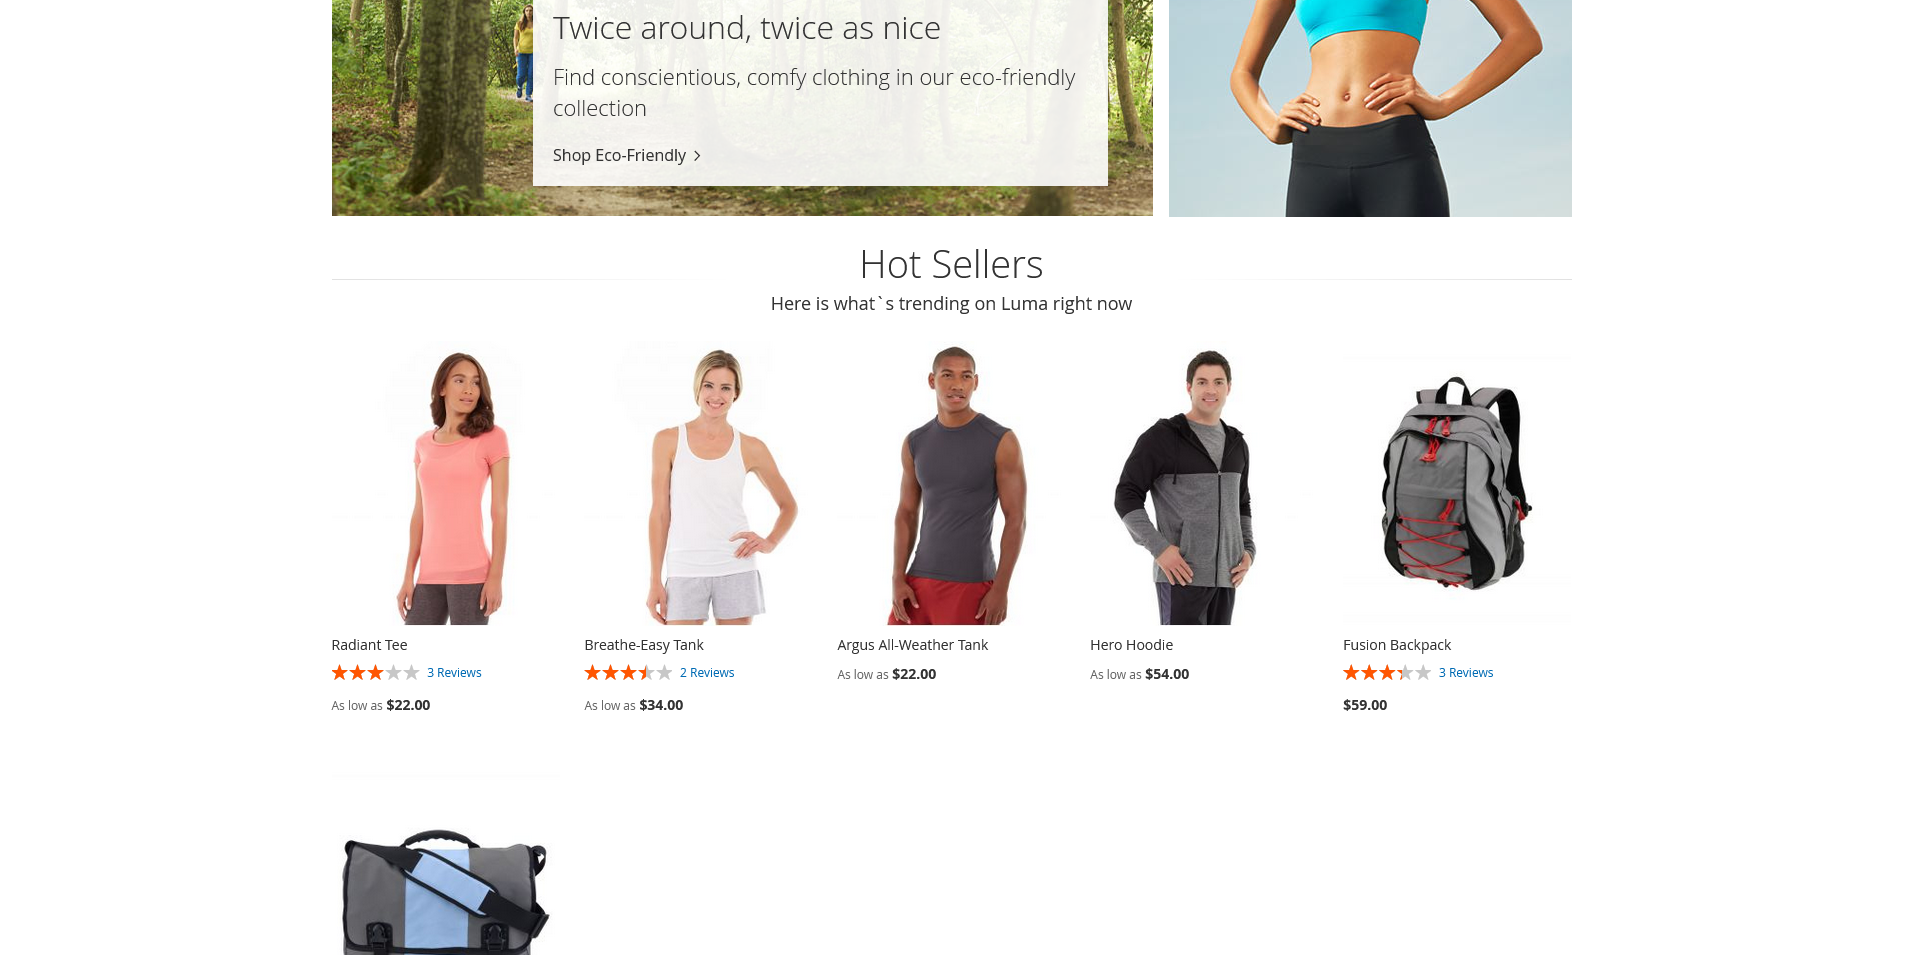 Twice around, twice as nice
Find conscientious, comfy clothing in our eco-friendly
collection
Shop Eco-Friendly
Hot Sellers
Here is what`s trending on Luma right now
Radiant Tee
3 Reviews
As low as $22.00
Breathe-Easy Tank
2 Reviews
As low as $34.00
Argus All-Weather Tank
As low as $22.00
Hero Hoodie
As low as $54.00
Fusion Backpack
3 Reviews
$59.00